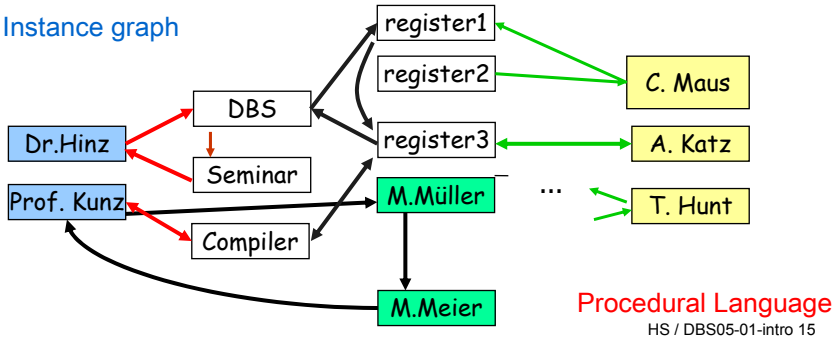 Instance graph
register1
register2
C. Maus
DBS
register3
Dr.Hinz
A. Katz
Seminar
Prof. Kunz
M.Müller
...
T. Hunt
Compiler
M.Meier
Procedural Language
HS / DBS05-01-intro 15